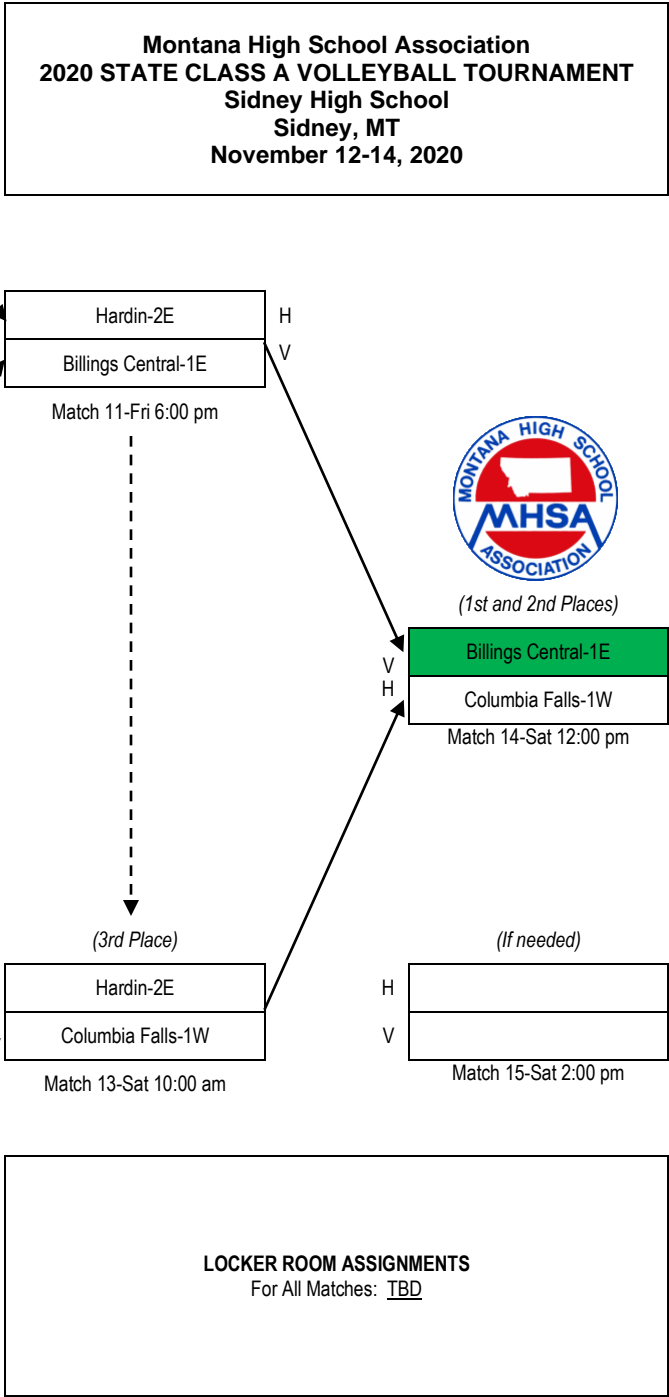 Montana High School Association
2020 STATE CLASS A VOLLEYBALL TOURNAMENT
Sidney High School
Sidney, MT
November 12-14, 2020
Hardin-2E
H
Billings Central-1E
V
Match 11-Fri 6:00 pm
MONTANA HIGH SCHOOL
MHSA
ASSOCIATION
(1st and 2nd Places)
V
Billings Central-1E
H
Columbia Falls-1W
Match 14-Sat 12:00 pm
(3rd Place)
Hardin-2E
Columbia Falls-1W
Match 13-Sat 10:00 am
(If needed)
H
V
Match 15-Sat 2:00 pm
LOCKER ROOM ASSIGNMENTS
For All Matches: TBD